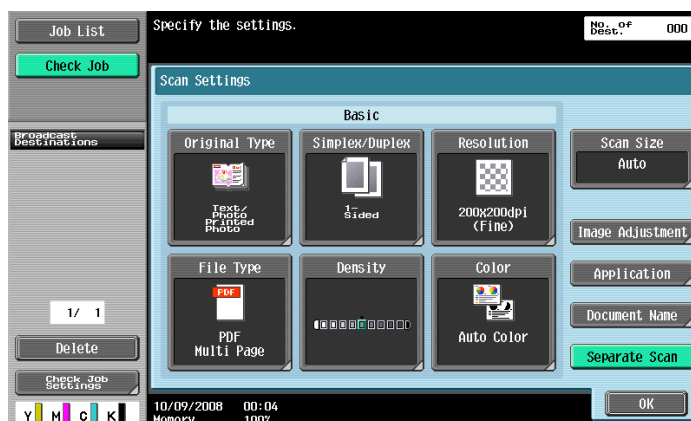 Job List
Check Job
Specify the settings.
No. of
Dest.
000
Scan Settings
Broadcast
Destinations
Basic
Original Type
Text/
Photo
Printed
Photo
Simplex/Duplex
1-
Sided
Resolution
200x200dpi
(Fine)
Scan Size
Auto
Image Adjustment
File Type
PDF
PDF
Multi Page
Density
Color
Auto Color
Application
Document Name
Separate Scan
1/ 1
Delete
Check Job
Settings
Y M C K
10/09/2008 00:04
Memory 100%
OK